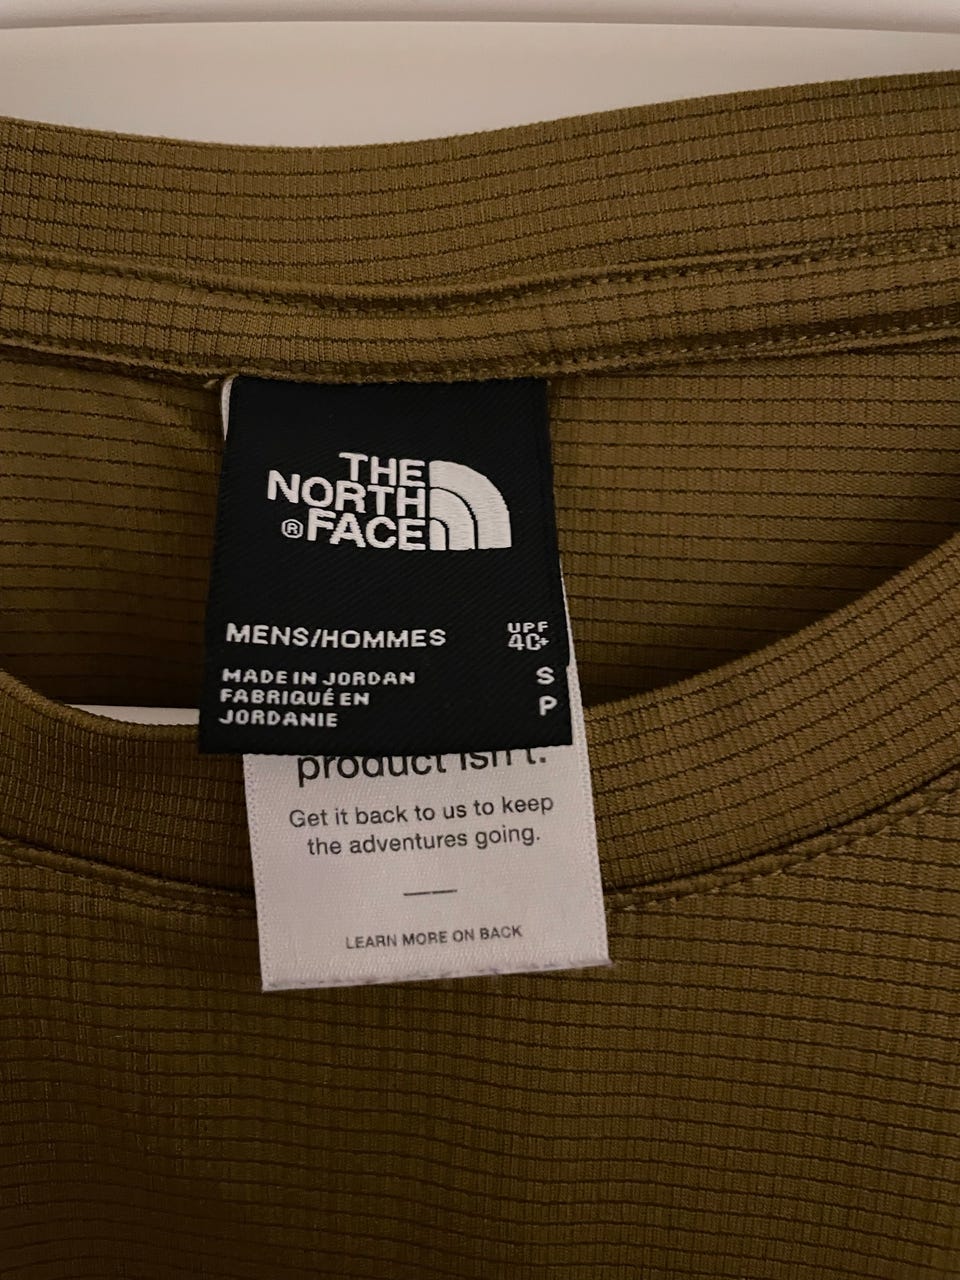 THE
NORTH
® FACE
MENS/HOMMES
UPF
40+
MADE IN JORDAN
FABRIQUÉ EN
JORDANIE
S
P
product isn't.
Get it back to us to keep
the adventures going.
LEARN MORE ON BACK